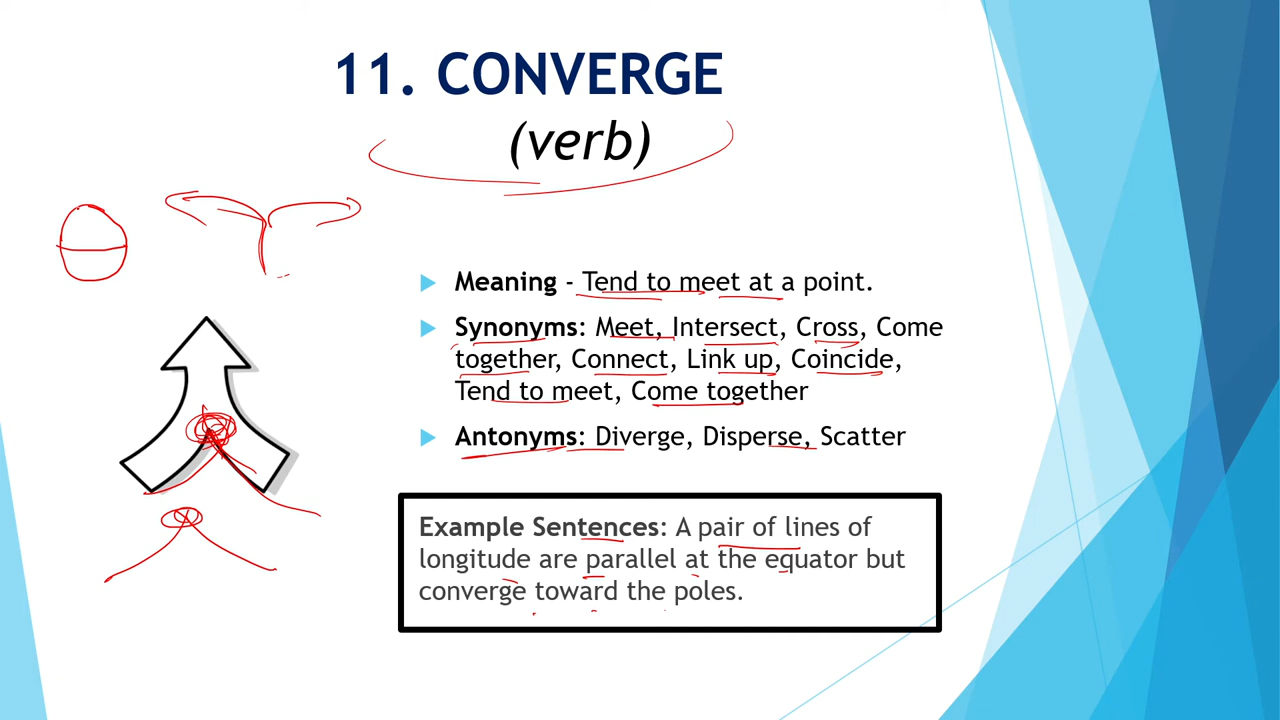 11. CONVERGE
(verb)
Meaning - Tend to meet at a point.
Synonyms: Meet, Intersect, Cross, Come
together, Connect, Link up, Coincide,
Tend to meet, Come together
Antonyms: Diverge, Disperse, Scatter
Example Sentences: A pair of lines of
longitude are parallel at the equator but
converge toward the poles.